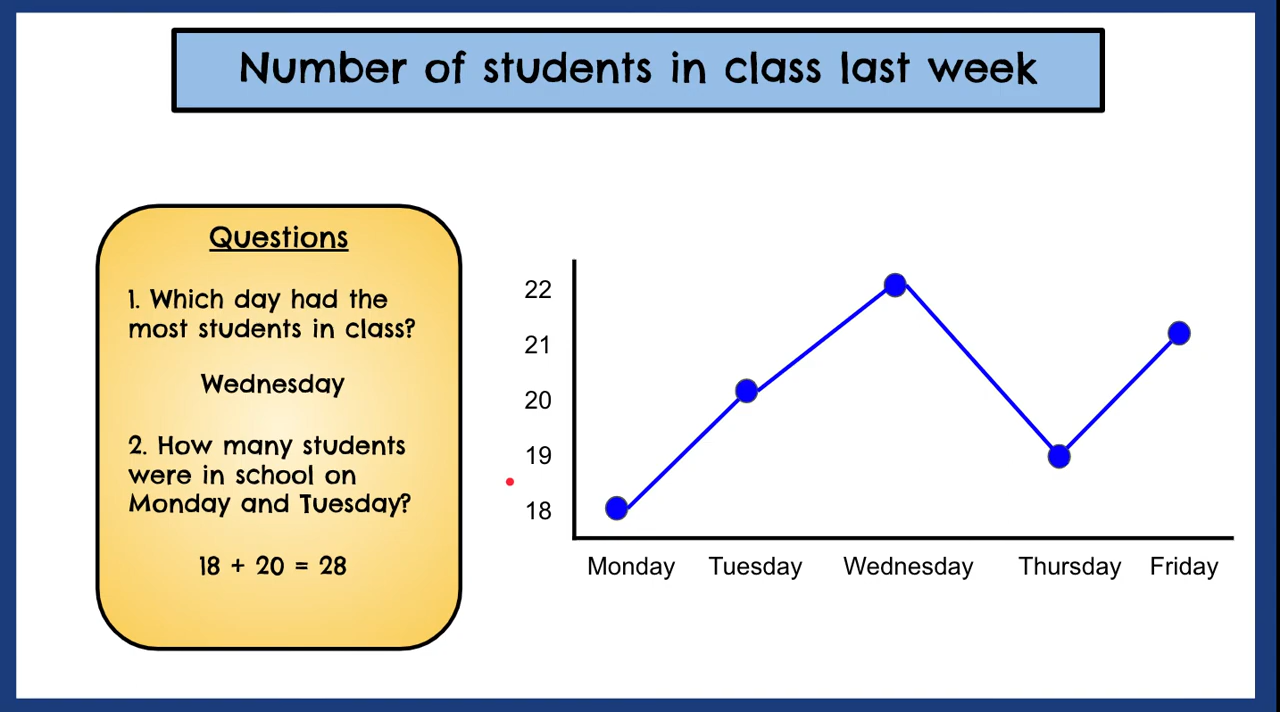 Number of students in class last week
Questions
1. Which day had the
most students in class?
Wednesday
2. How many students
were in school on
Monday and Tuesday?
18 + 20 = 28
22
21
20
19
18
Monday Tuesday Wednesday Thursday Friday